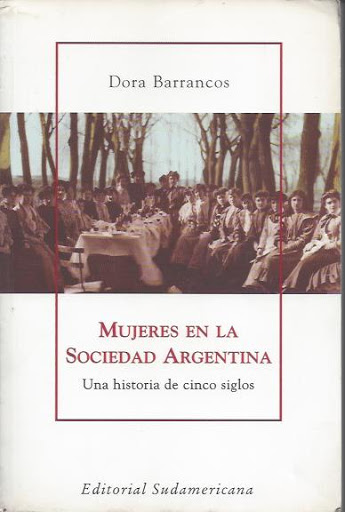 Dora Barrancos
MUJERES EN LA
SOCIEDAD ARGENTINA
Una historia de cinco siglos
Editorial Sudamericana